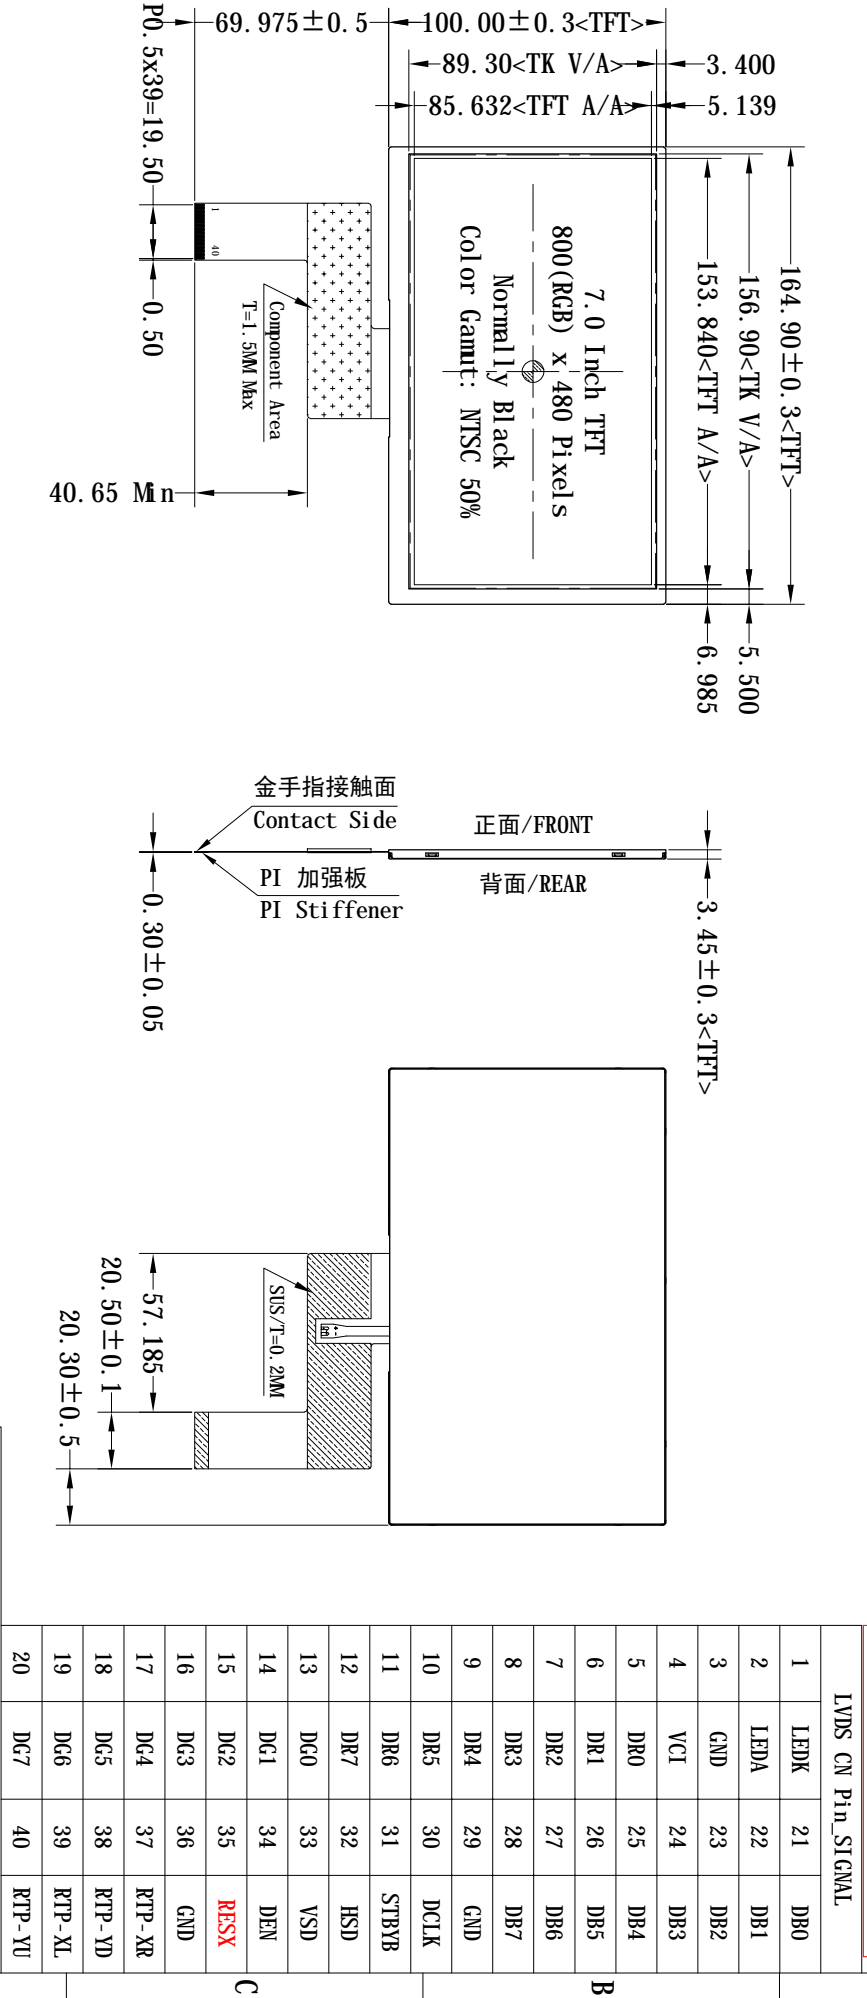 P0.5x39=19.50
69.975±0.5
100.00±0.3<TFT>
89.30<TK V/A>
3.400
85.632<TFT A/A>
5.139
164.90±0.3<TFT>
156.90<TK V/A>
153.840<TFT A/A>
5.500
6.985
1
40
0.50
Component Area
T=1.5MM Max
40.65 Min
7.0 Inch TFT
800(RGB) x 480 Pixels
Normally Black
Color Gamut: NTSC 50%
金手指接触面
Contact Side
PI 加强板
PI Stiffener
正面/FRONT
背面/REAR
0.30±0.05
3.45±0.3<TFT>
SUS/T=0.2MM
57.185
20.50±0.1
20.30±0.5
LVDS CN Pin_SIGNAL
1 LEDK 21 DB0
2 LEDA 22 DB1
3 GND 23 DB2
4 VCI 24 DB3
5 DR0 25 DB4
6 DR1 26 DB5
7 DR2 27 DB6
8 DR3 28 DB7
9 DR4 29 GND
10 DR5 30 DCLK
11 DR6 31 STBYB
12 DR7 32 HSD
13 DG0 33 VSD
14 DG1 34 DEN
15 DG2 35 RESX
16 DG3 36 GND
17 DG4 37 RTP-XR
18 DG5 38 RTP-YD
19 DG6 39 RTP-XL
20 DG7 40 RTP-YU
B
C